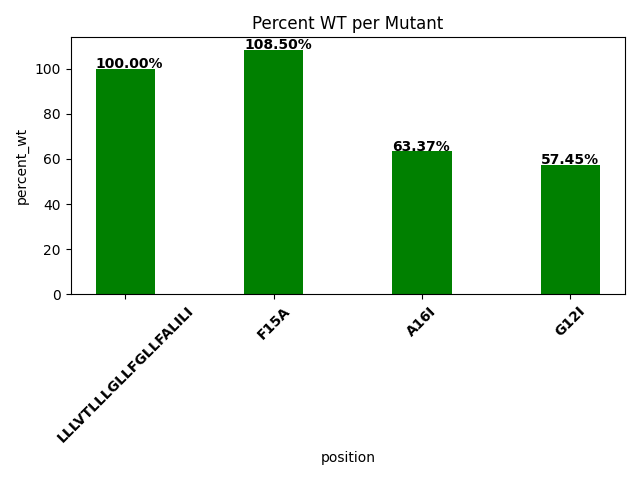 Percent WT per Mutant
percent_wt
100
80
60
40
20
0
100.00%
108.50%
63.37%
57.45%
LLLVTLLLGLLFGLLFALILI
F15A
A16I
G12I
position